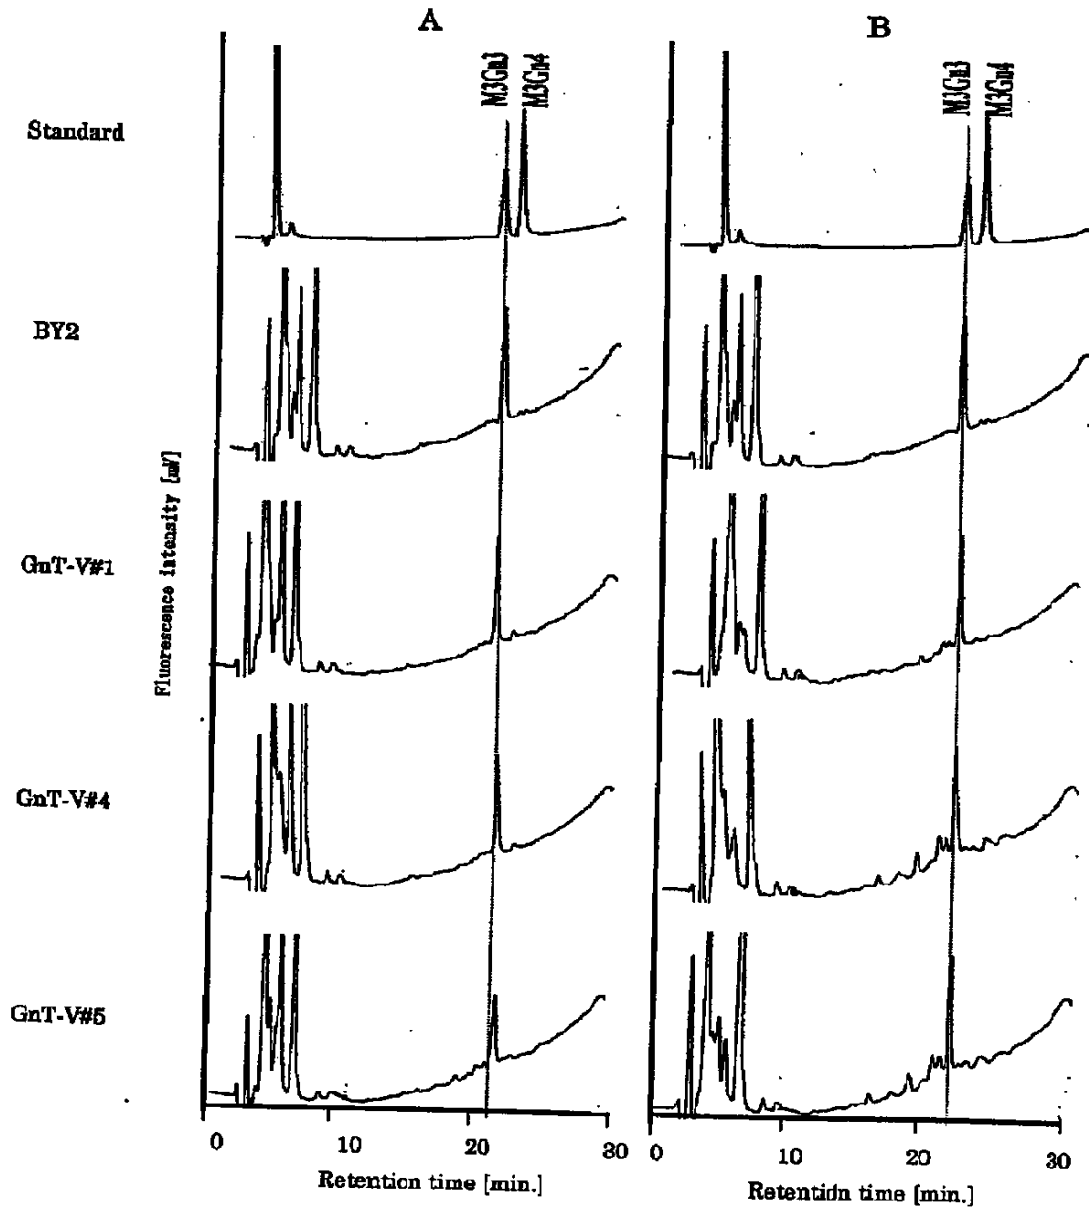 A
B
M3Gn3
M3Gn4
M3Gn3
M3Gn4
Standard
BY2
GnT-V#1
GnT-V#4
GnT-V#5
Fluorescence intensity [mV]
0 10 20 30
0 10 20 30
Retention time [min.]
Retention time [min.]